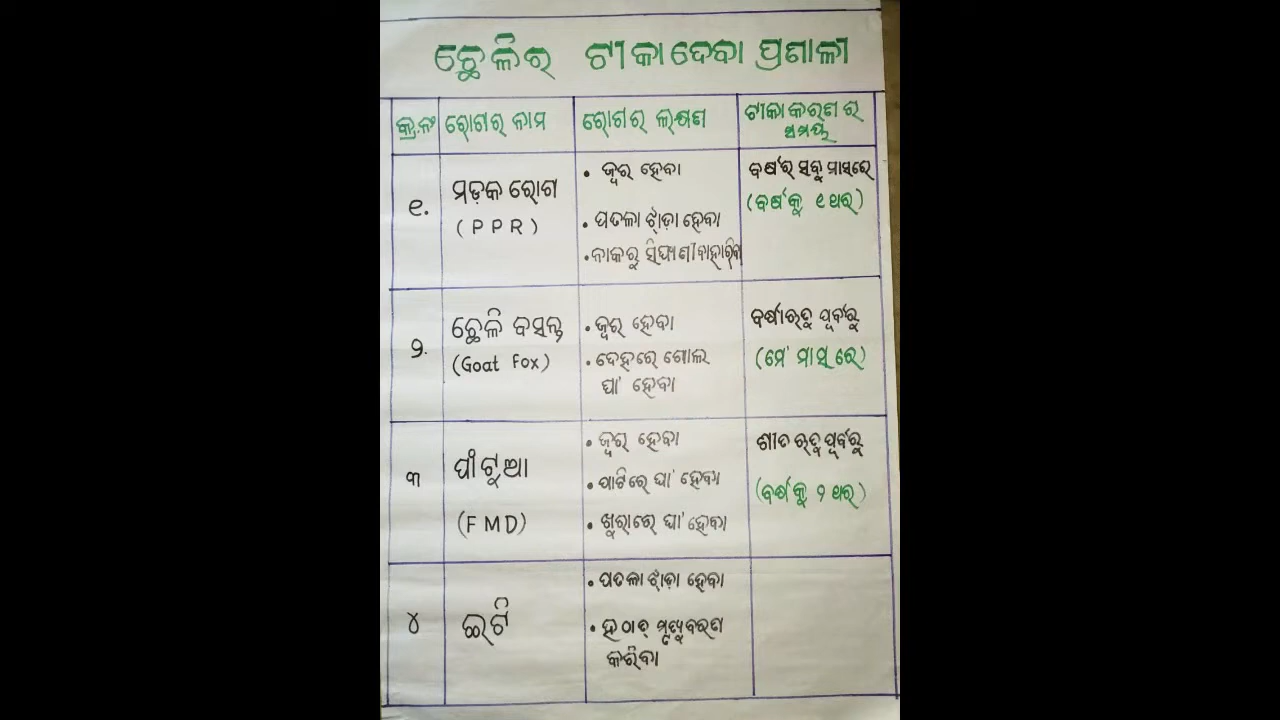 ଛେଳିର ଟୀକା ଦେବା ପ୍ରଣାଳୀ
କ୍ର.ନଂ ରୋଗର ନାମ ରୋଗର ଲକ୍ଷଣ ଟୀକାକରଣ ର
ସମୟ
୧. ମଡ଼କ ରୋଗ
(PPR)
• ଜ୍ୱର ହେବା
• ପତଳା ଝାଡ଼ା ହେବା
• ନାକରୁ ସିଂଘାଣୀ ବାହାରିବା
ବର୍ଷର ସବୁ ମାସରେ
(ବର୍ଷକୁ ୧ ଥର)
୨. ଛେଳି ବସନ୍ତ
(Goat Fox)
• ଜ୍ୱର ହେବା
• ଦେହରେ ଗୋଲ
ଘା' ହେବା
ବର୍ଷାଋତୁ ପୂର୍ବରୁ
(ମେ' ମାସ ରେ)
୩ ଫାଟୁଆ
(FMD)
• ଜ୍ୱର ହେବା
• ପାଟିରେ ଘା' ହେବା
• ଖୁରାରେ ଘା' ହେବା
ଶୀତ ଋତୁ ପୂର୍ବରୁ
(ବର୍ଷକୁ ୨ ଥର)
୪ ଇଟି
• ପତଳା ଝାଡ଼ା ହେବା
• ହଠାତ୍ ମୃତ୍ୟୁବରଣ
କରିବା